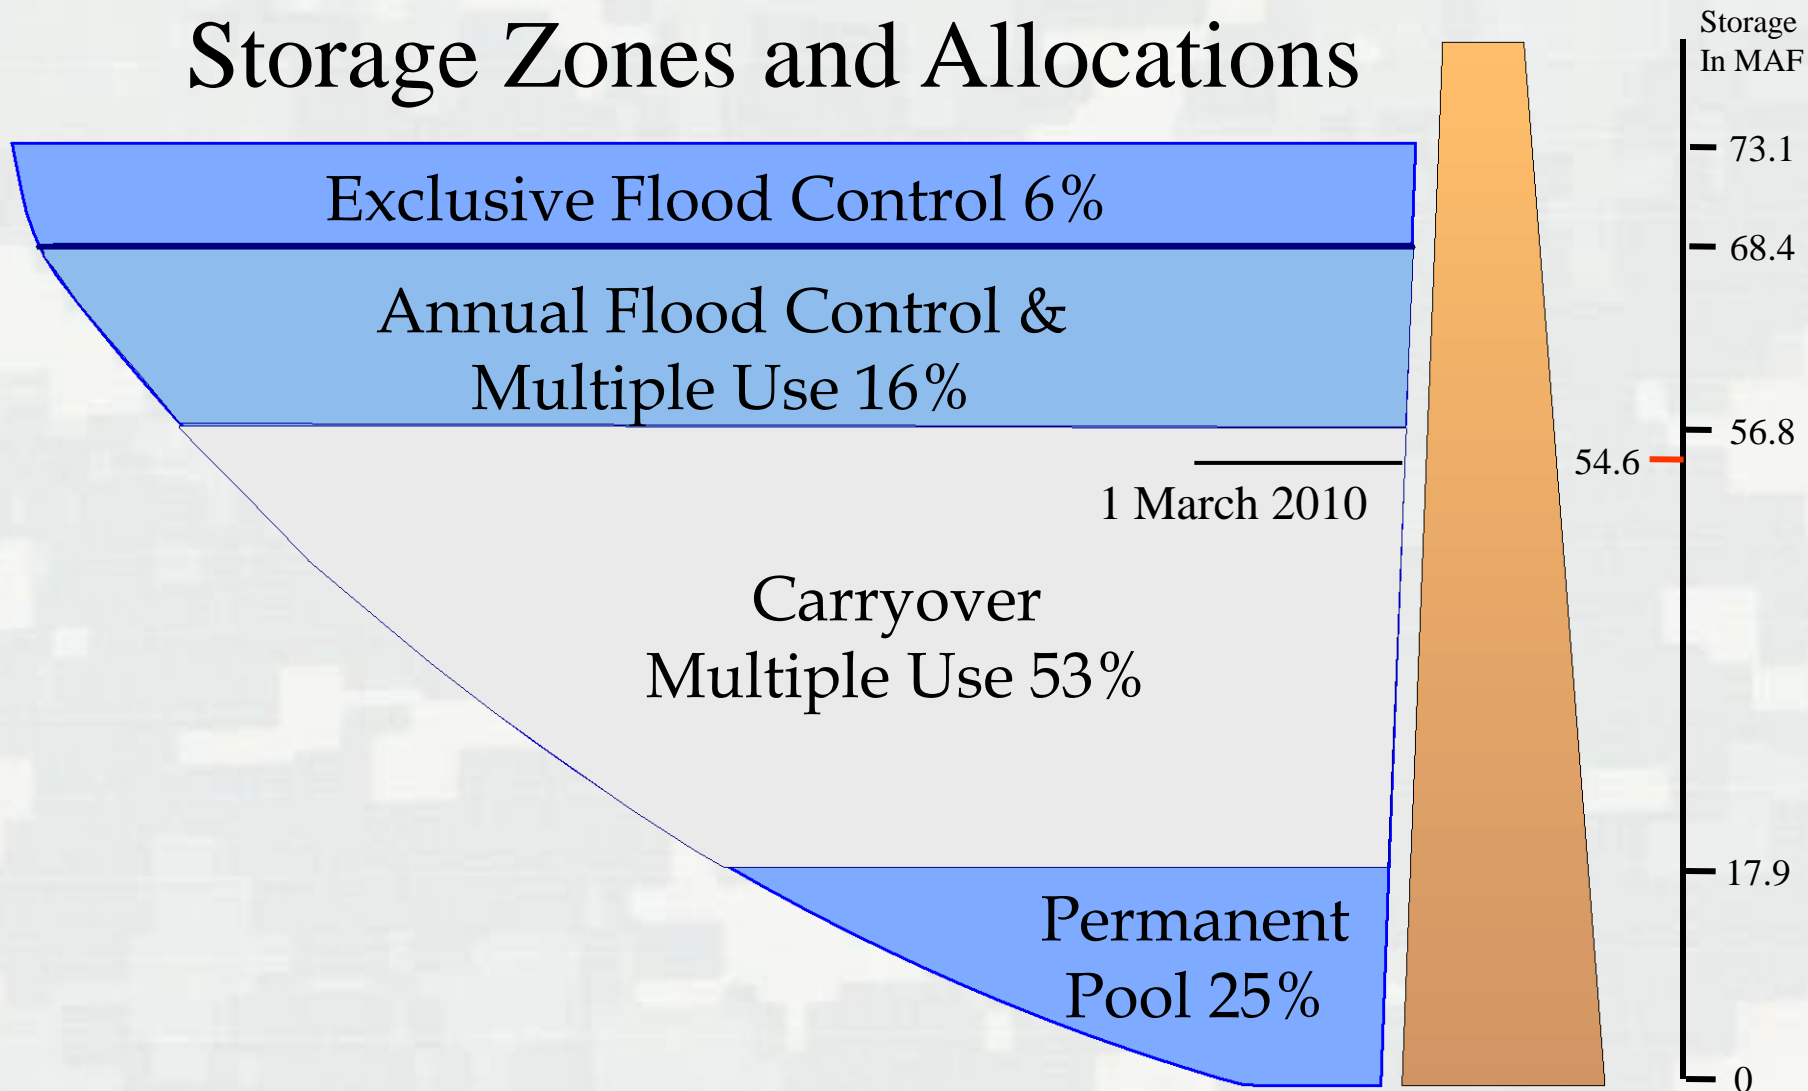 Storage Zones and Allocations
Storage
In MAF
73.1
Exclusive Flood Control 6%
68.4
Annual Flood Control &
Multiple Use 16%
56.8
54.6
1 March 2010
Carryover
Multiple Use 53%
17.9
Permanent
Pool 25%
0